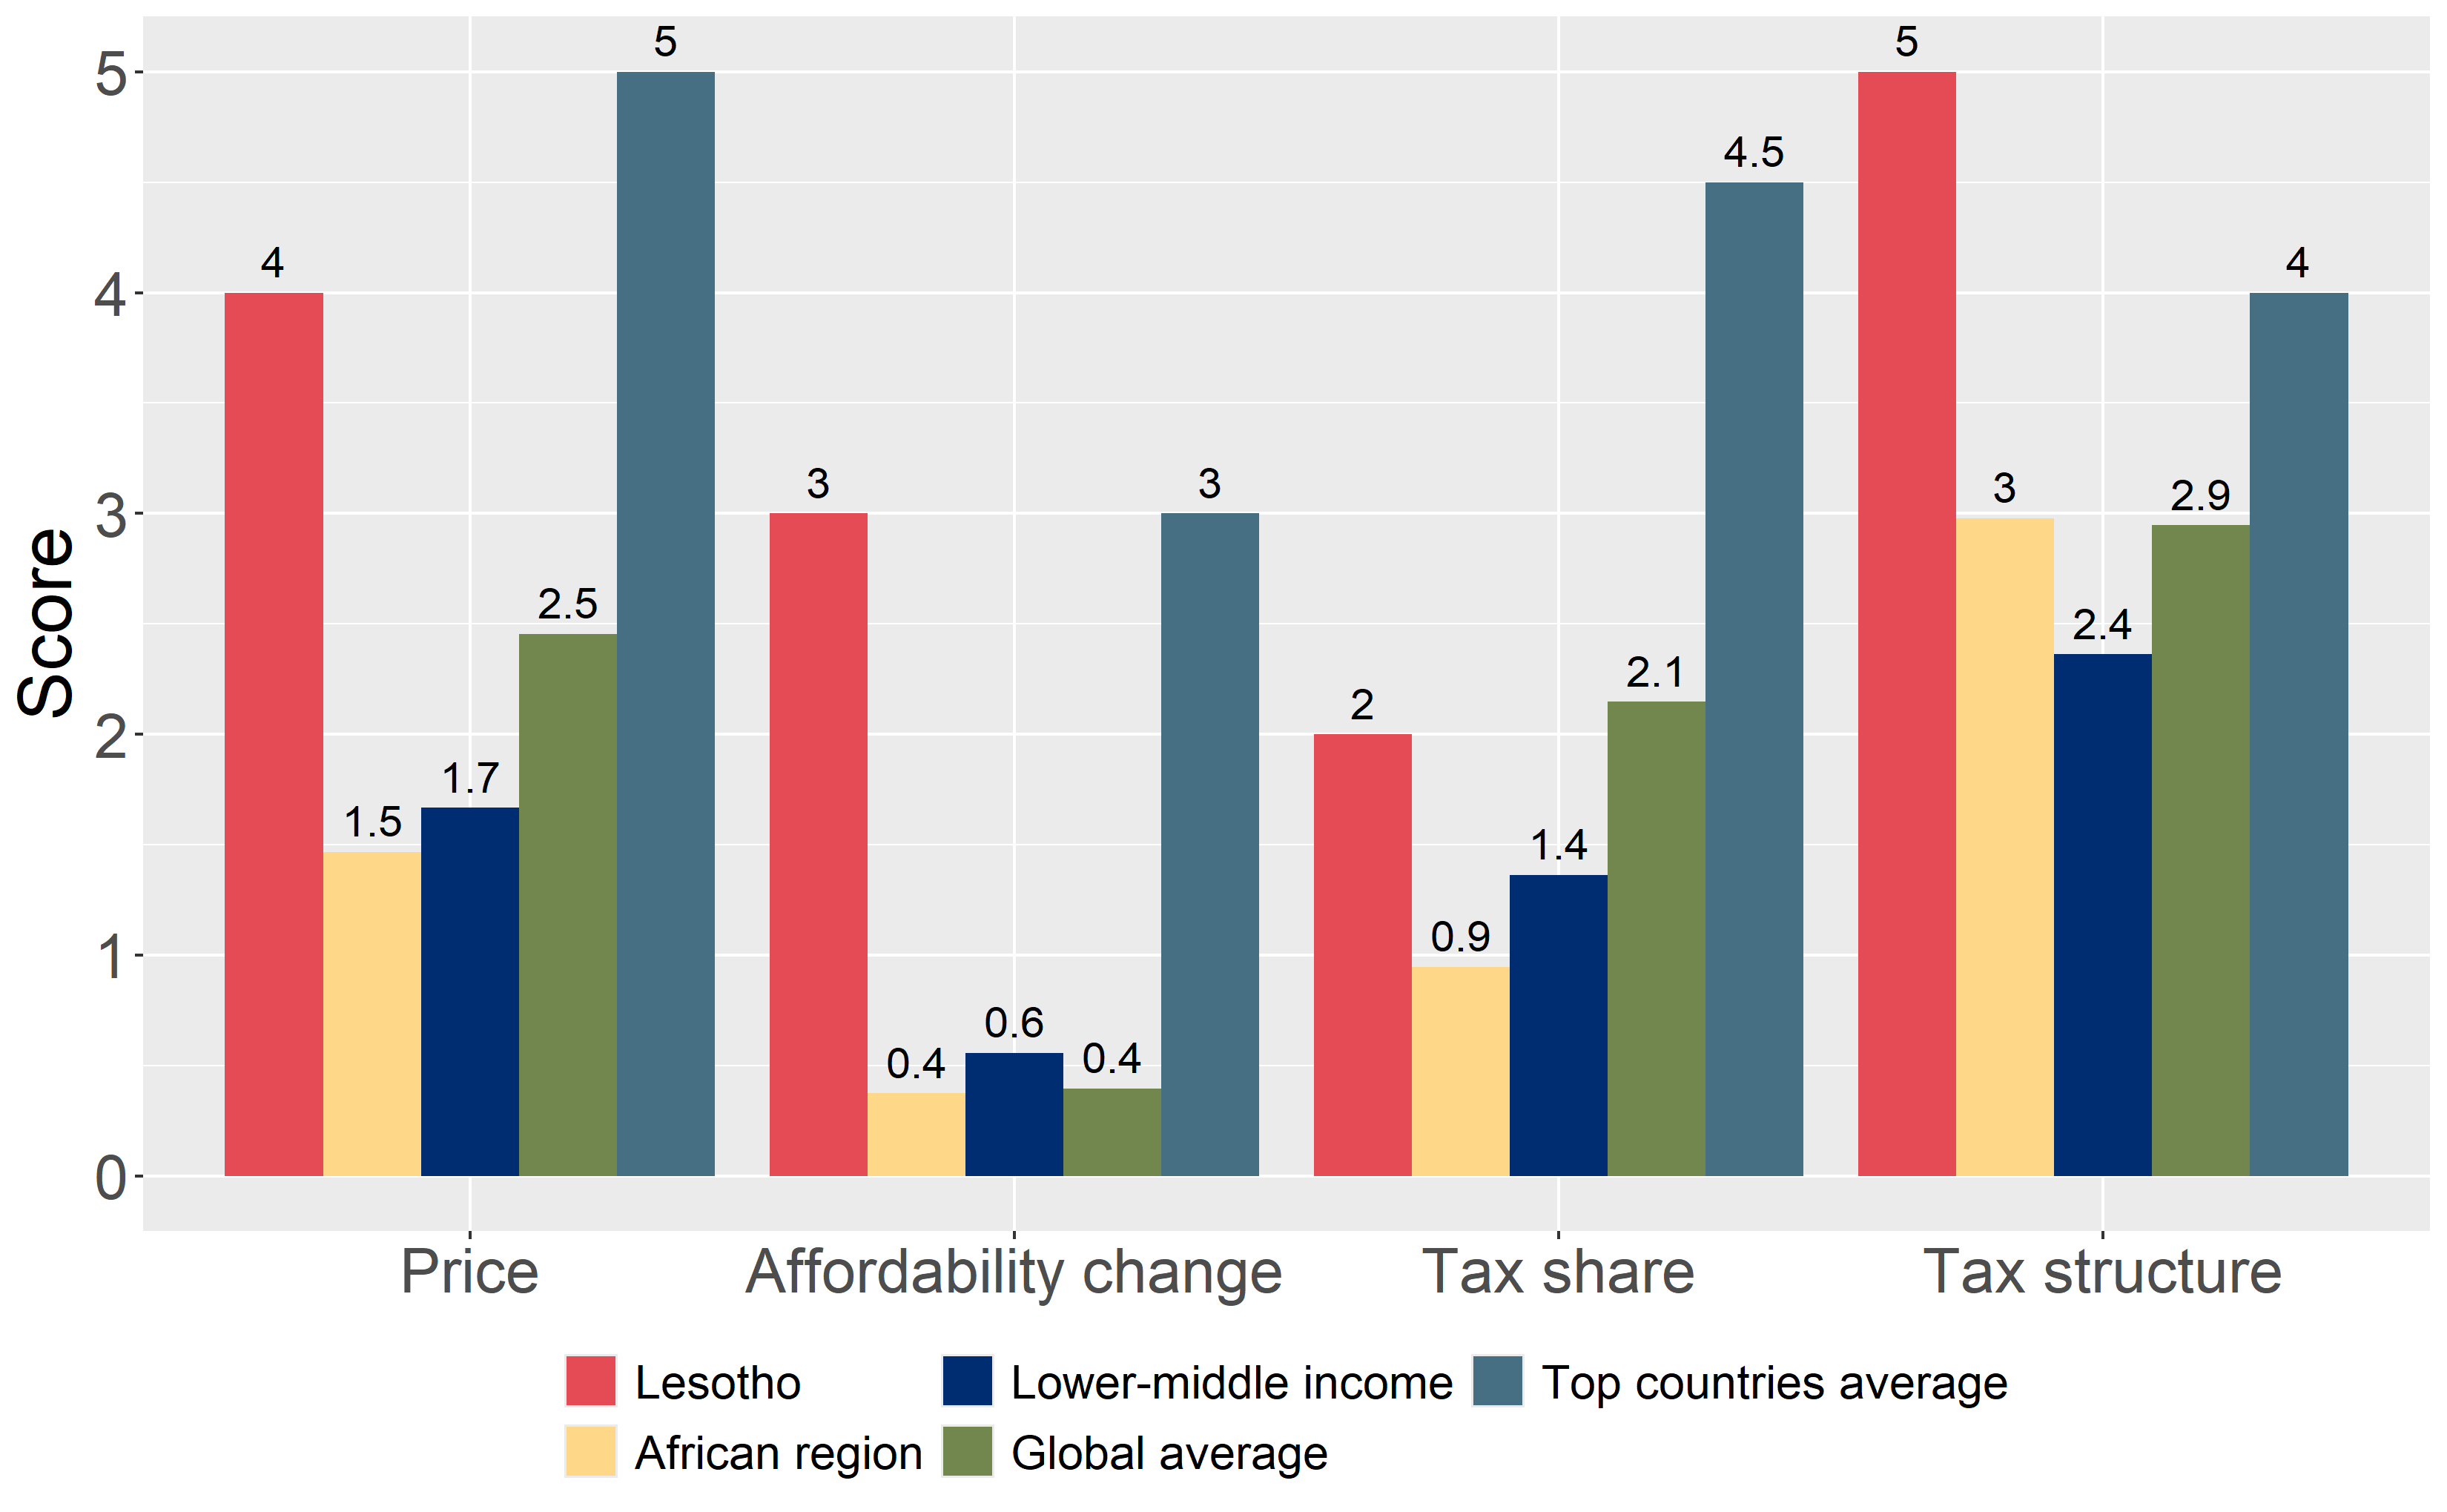 Score
5
4
3
2
1
0
4
1.5
1.7
2.5
5
3
0.4
0.6
0.4
3
2
0.9
1.4
2.1
4.5
5
3
2.4
2.9
4
Price
Affordability change
Tax share
Tax structure
Lesotho
Lower-middle income
Top countries average
African region
Global average